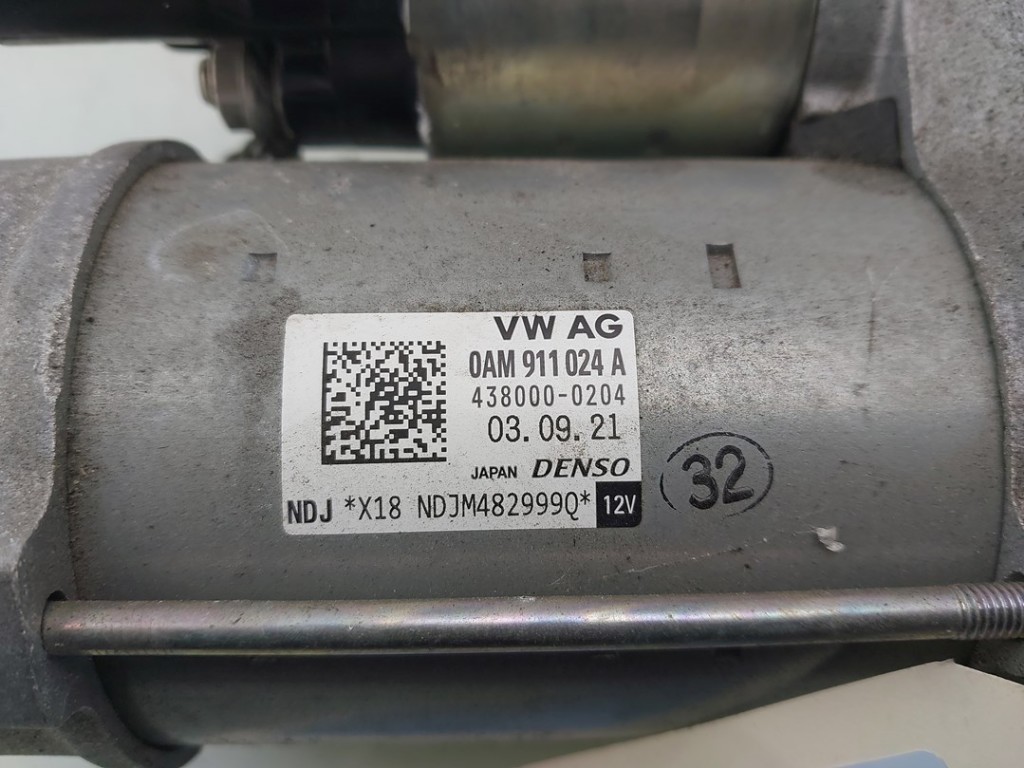 VW AG
0AM 911 024 A
438000-0204
03.09.21
JAPAN DENSO
NDJ *X18 NDJM482999Q* 12V
32